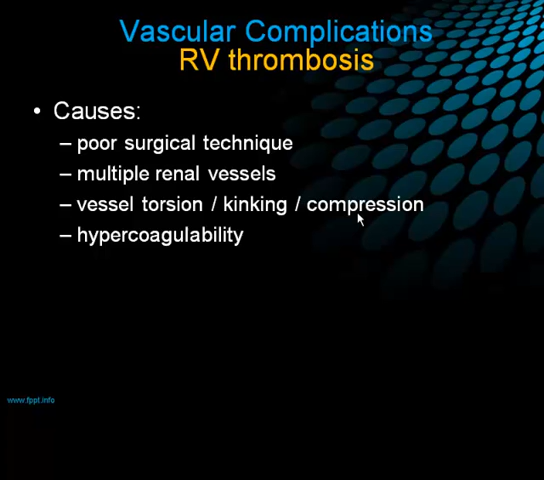 Vascular Complications
RV thrombosis
• Causes:
– poor surgical technique
– multiple renal vessels
– vessel torsion / kinking / compression
– hypercoagulability
www.fppt.info